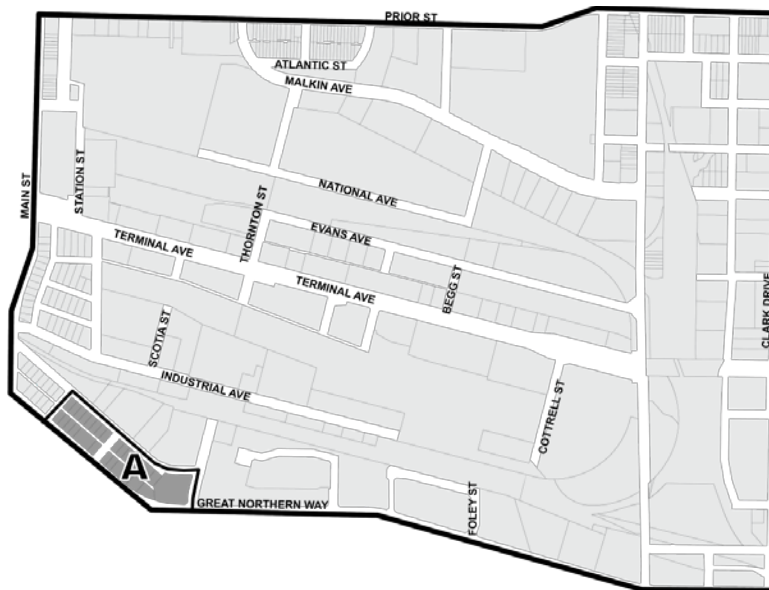 PRIOR ST
ATLANTIC ST
MALKIN AVE
MAIN ST
STATION ST
NATIONAL AVE
THORNTON ST
EVANS AVE
TERMINAL AVE
TERMINAL AVE
BEGG ST
CLARK DRIVE
SCOTIA ST
INDUSTRIAL AVE
COTTRELL ST
A
GREAT NORTHERN WAY
FOLEY ST